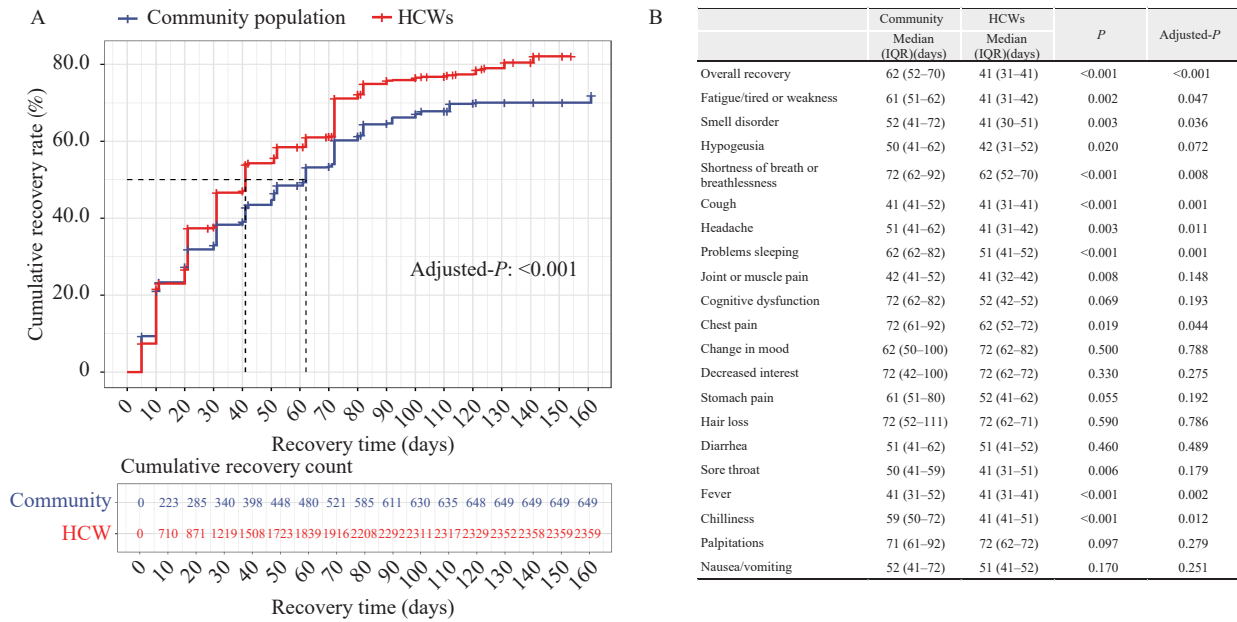 A
Community population HCWs
Cumulative recovery rate (%)
80.0
60.0
40.0
20.0
0
Adjusted-P: <0.001
0 10 20 30 40 50 60 70 80 90 100 110 120 130 140 150 160
Recovery time (days)
Cumulative recovery count
Community 0 223 285 340 398 448 480 521 585 611 630 635 648 649 649 649 649
HCW 0 710 871 1219 1508 1723 1839 1916 2208 2292 2311 2317 2329 2352 2358 2359 2359
0 10 20 30 40 50 60 70 80 90 100 110 120 130 140 150 160
Recovery time (days)
B
Community HCWs P Adjusted-P
Median Median
(IQR)(days) (IQR)(days)
Overall recovery 62 (52–70) 41 (31–41) <0.001 <0.001
Fatigue/tired or weakness 61 (51–62) 41 (31–42) 0.002 0.047
Smell disorder 52 (41–72) 41 (30–51) 0.003 0.036
Hypogeusia 50 (41–62) 42 (31–52) 0.020 0.072
Shortness of breath or
breathlessness 72 (62–92) 62 (52–70) <0.001 0.008
Cough 41 (41–52) 41 (31–41) <0.001 0.001
Headache 51 (41–62) 41 (31–42) 0.003 0.011
Problems sleeping 62 (62–82) 51 (41–52) <0.001 0.001
Joint or muscle pain 42 (41–52) 41 (32–42) 0.008 0.148
Cognitive dysfunction 72 (62–82) 52 (42–52) 0.069 0.193
Chest pain 72 (61–92) 62 (52–72) 0.019 0.044
Change in mood 62 (50–100) 72 (62–82) 0.500 0.788
Decreased interest 72 (42–100) 72 (62–72) 0.330 0.275
Stomach pain 61 (51–80) 52 (41–62) 0.055 0.192
Hair loss 72 (52–111) 72 (62–71) 0.590 0.786
Diarrhea 51 (41–62) 51 (41–52) 0.460 0.489
Sore throat 50 (41–59) 41 (31–51) 0.006 0.179
Fever 41 (31–52) 41 (31–41) <0.001 0.002
Chilliness 59 (50–72) 41 (41–51) <0.001 0.012
Palpitations 71 (61–92) 72 (62–72) 0.097 0.279
Nausea/vomiting 52 (41–72) 51 (41–52) 0.170 0.251